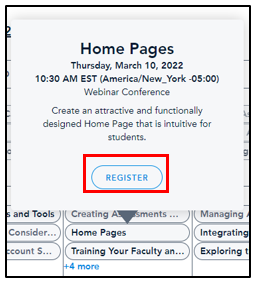 Home Pages
Thursday, March 10, 2022
10:30 AM EST (America/New_York -05:00)
Webinar Conference
Create an attractive and functionally
designed Home Page that is intuitive for
students.
REGISTER
s and Tools
Creating Assessments
Managing A
Consider...
Home Pages
Integrating
ccount S...
Training Your Faculty an...
Exploring t
+4 more